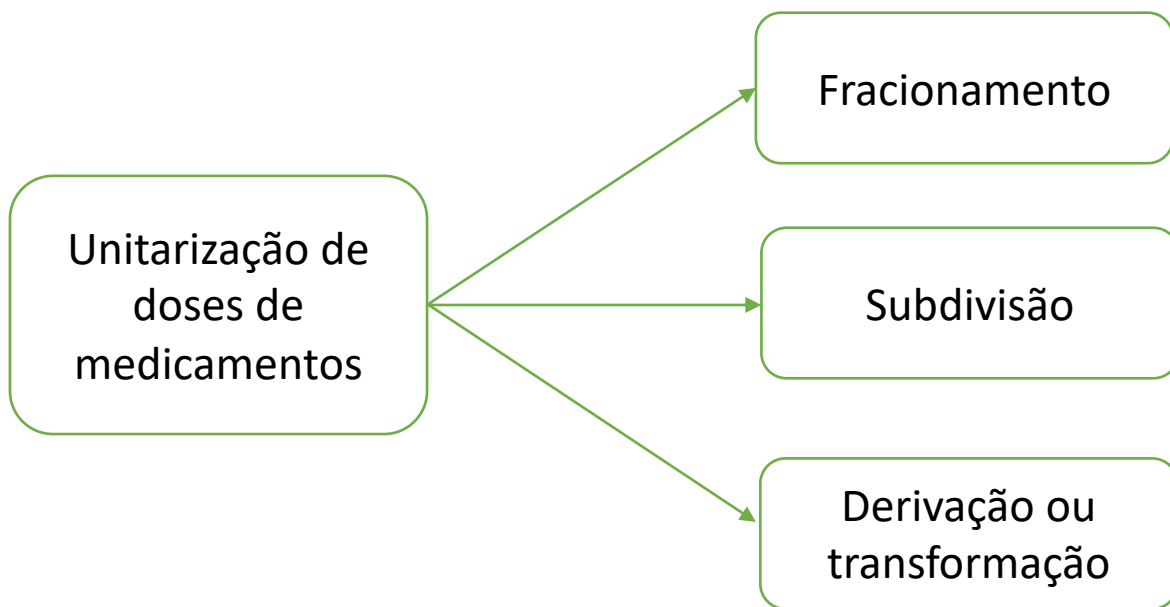 Unitarização de
doses de
medicamentos
Fracionamento
Subdivisão
Derivação ou
transformação